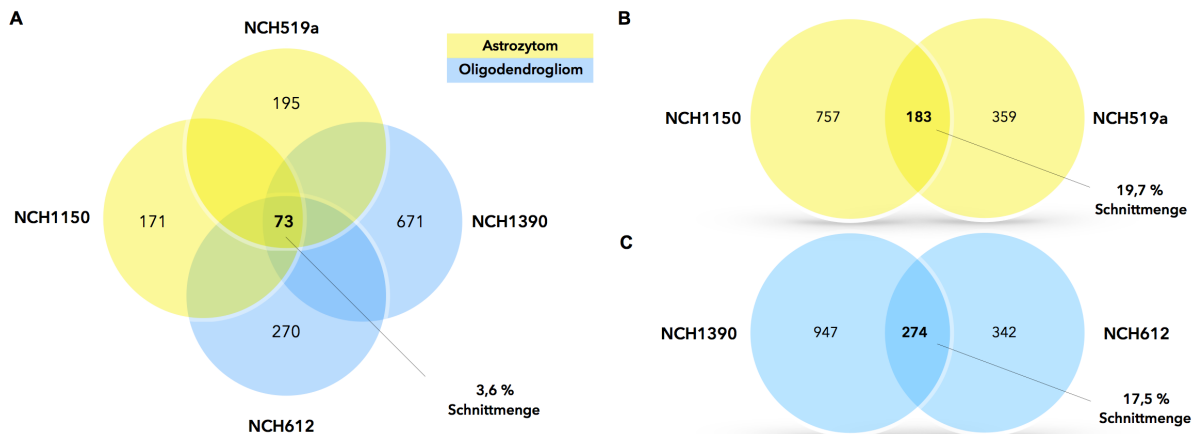 A
NCH519a
Astrozytom
Oligodendrogliom
195
NCH1150
171
73
671
NCH1390
270
3,6 %
Schnittmenge
NCH612
B
NCH1150
757
183
359
NCH519a
19,7 %
Schnittmenge
C
NCH1390
947
274
342
NCH612
17,5 %
Schnittmenge